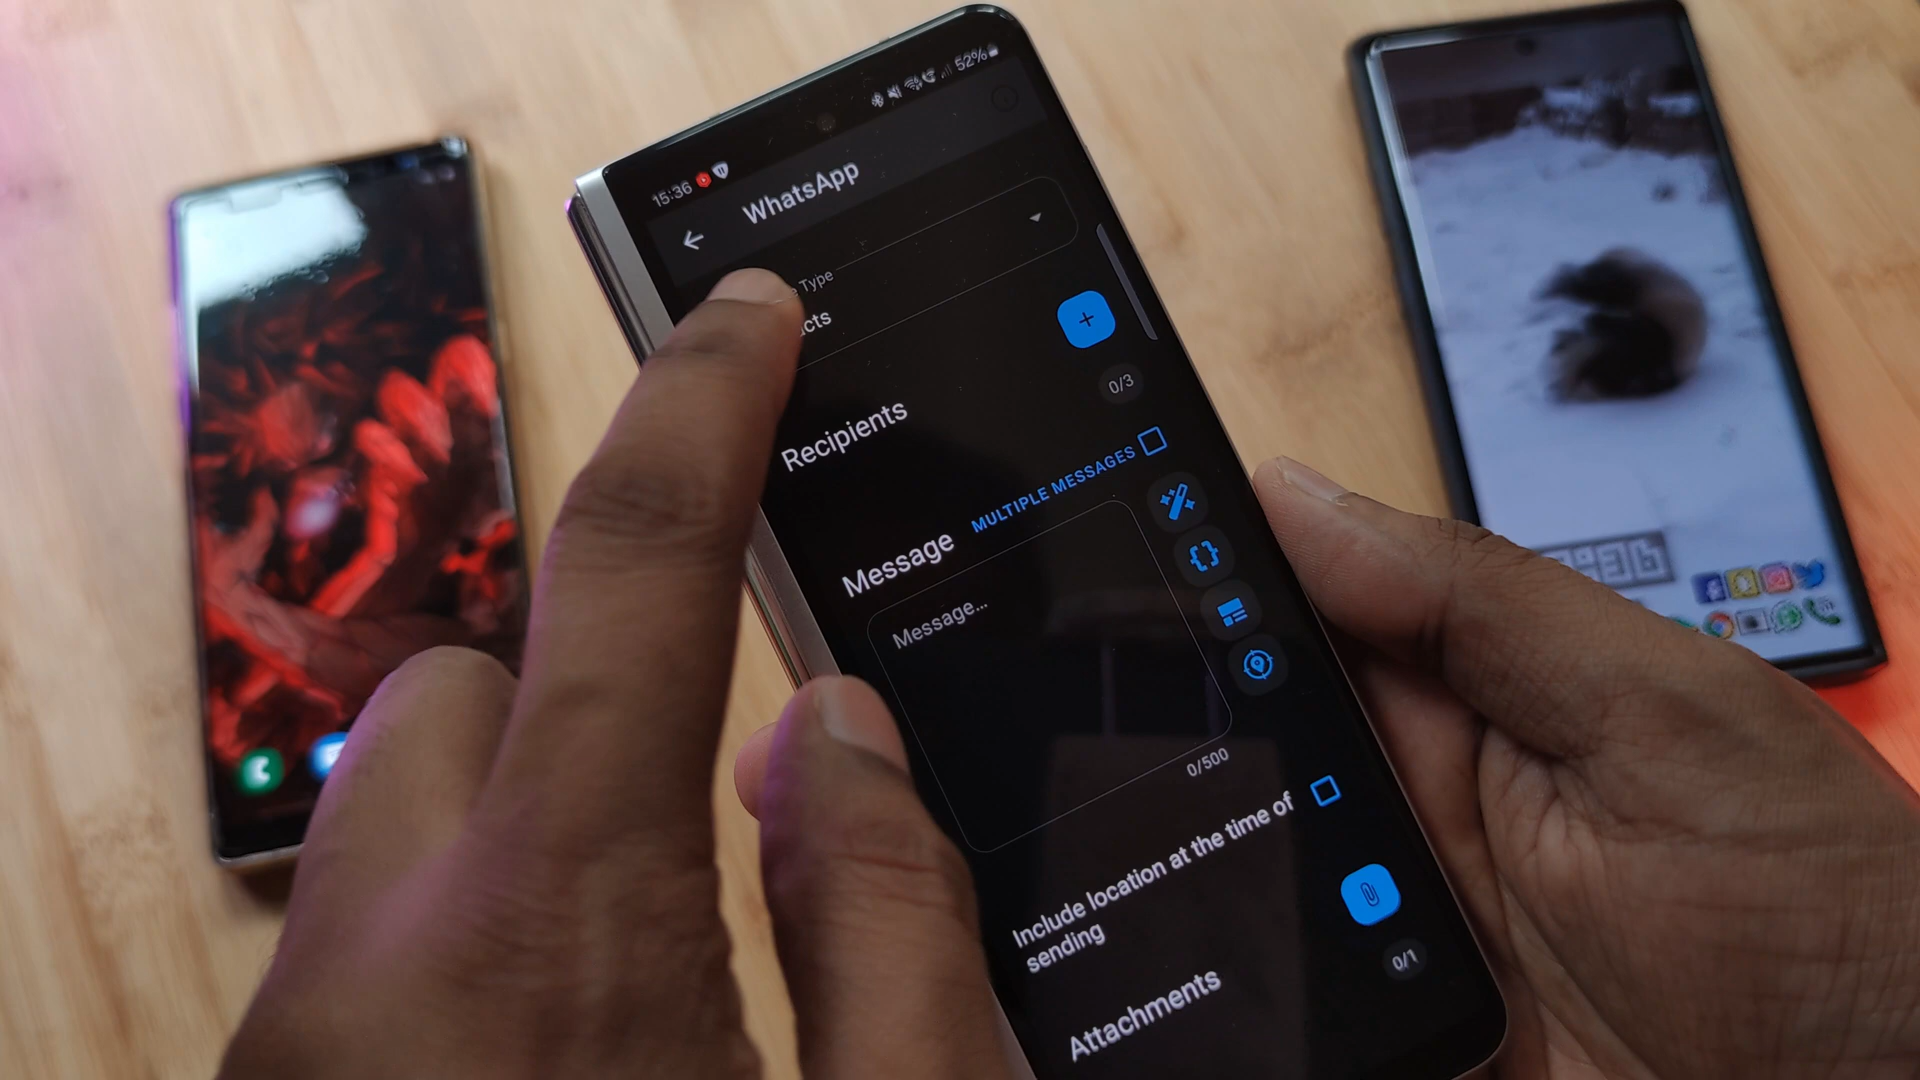 15:36
52%
WhatsApp
Type
Recipients
0/3
MULTIPLE MESSAGES
Message
Message...
0/500
Include location at the time of
sending
Attachments
0/1